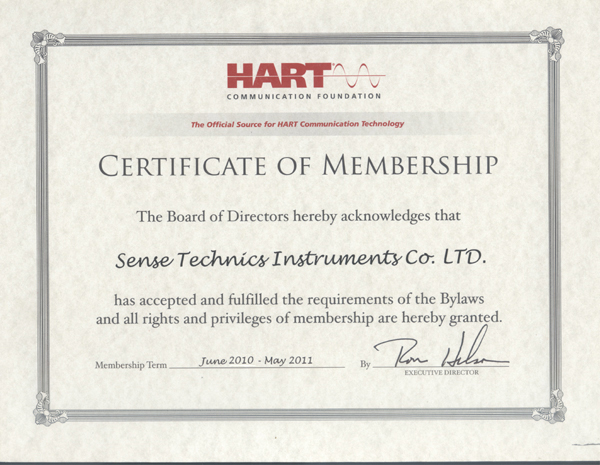 HART
COMMUNICATION FOUNDATION
The Official Source for HART Communication Technology
CERTIFICATE OF MEMBERSHIP
The Board of Directors hereby acknowledges that
Sense Technics Instruments Co. LTD.
has accepted and fulfilled the requirements of the Bylaws
and all rights and privileges of membership are hereby granted.
Membership Term June 2010 - May 2011 By Ron Helson
EXECUTIVE DIRECTOR